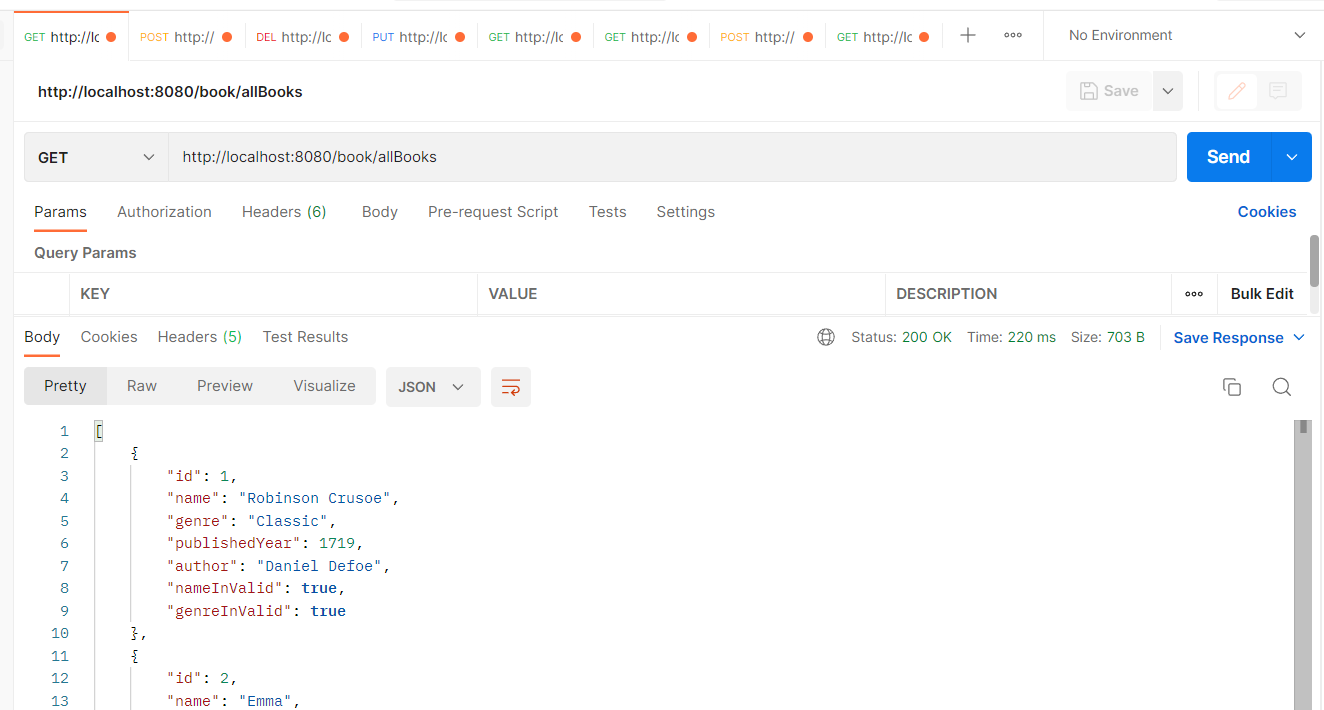 GET http://lc POST http:// DEL http://lc PUT http://lc GET http://lc GET http://lc POST http:// GET http://lc No Environment
http://localhost:8080/book/allBooks Save
GET http://localhost:8080/book/allBooks Send
Params Authorization Headers (6) Body Pre-request Script Tests Settings Cookies
Query Params
KEY VALUE DESCRIPTION Bulk Edit
Body Cookies Headers (5) Test Results Status: 200 OK Time: 220 ms Size: 703 B Save Response
Pretty Raw Preview Visualize JSON
1 [
2 {
3 "id": 1,
4 "name": "Robinson Crusoe",
5 "genre": "Classic",
6 "publishedYear": 1719,
7 "author": "Daniel Defoe",
8 "nameInValid": true,
9 "genreInValid": true
10 },
11 {
12 "id": 2,
13 "name": "Emma",